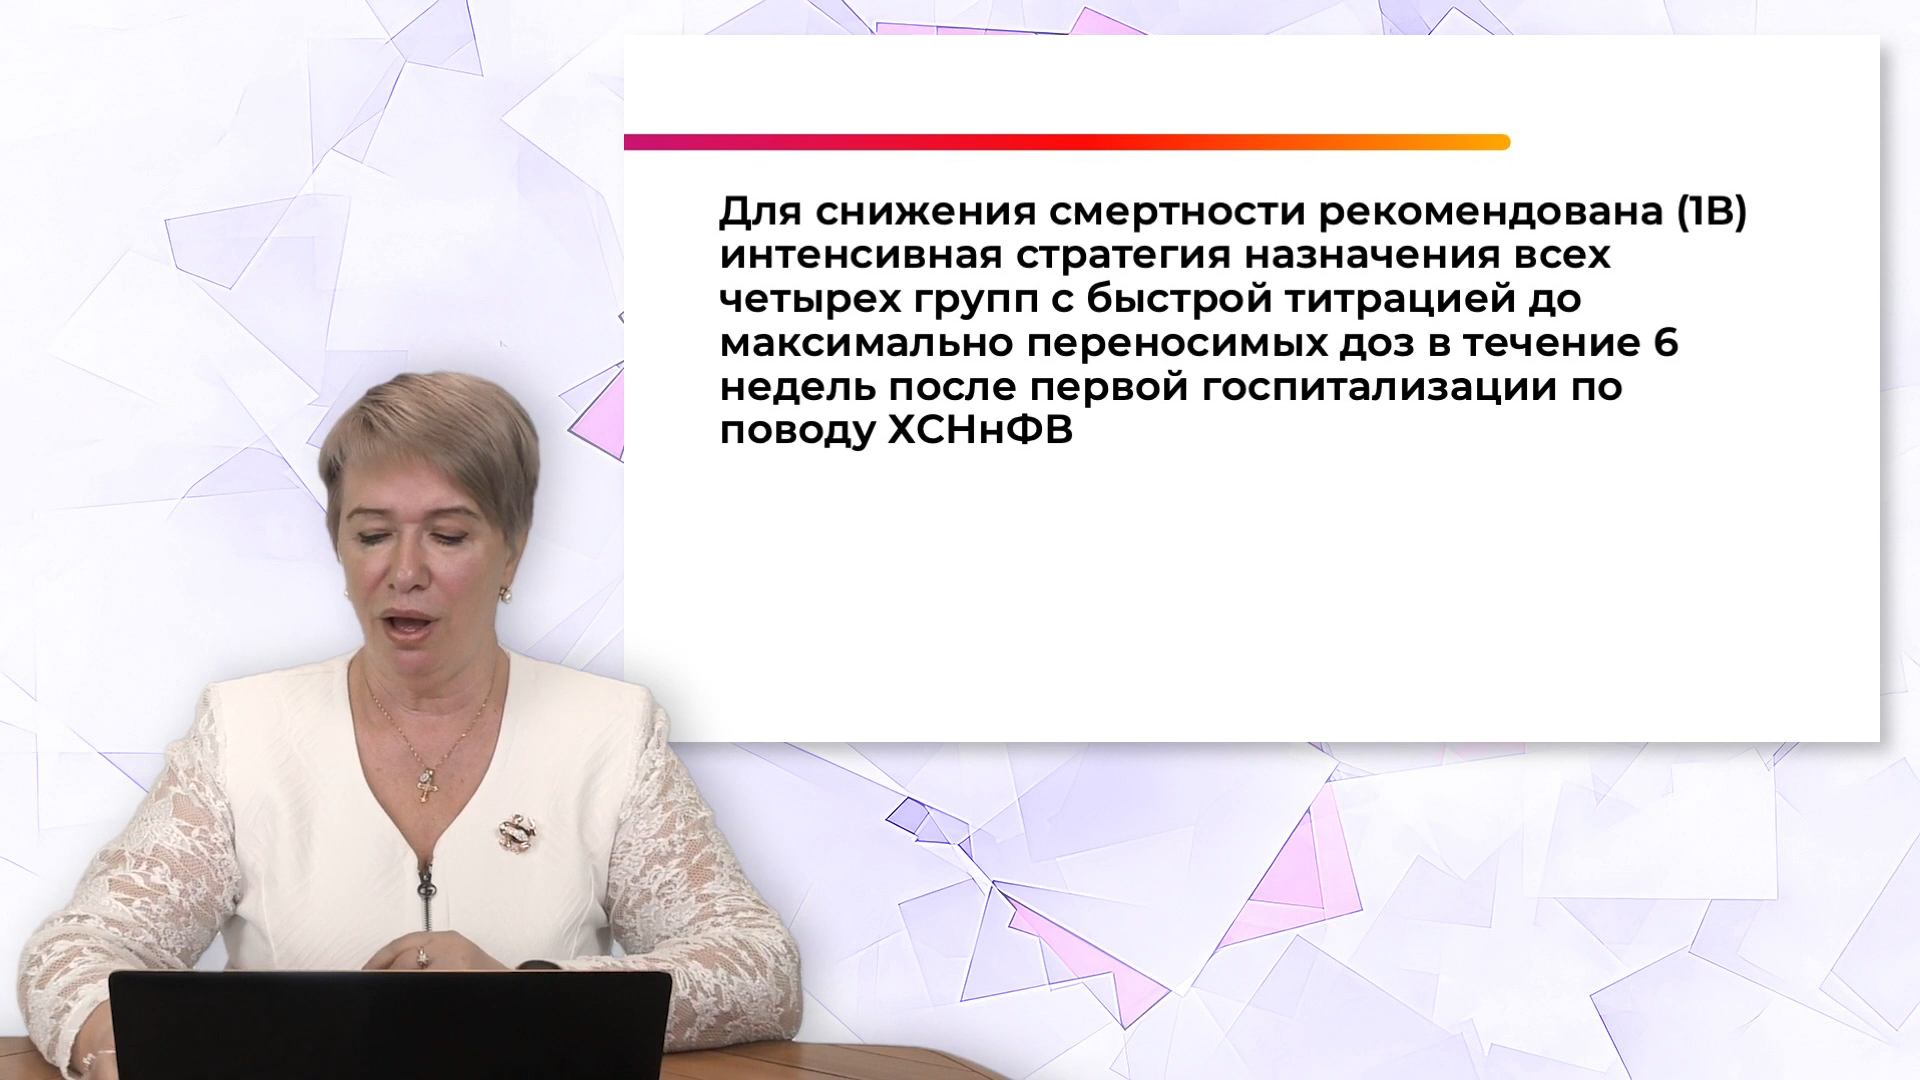 Для снижения смертности рекомендована (1B)
интенсивная стратегия назначения всех
четырех групп с быстрой титрацией до
максимально переносимых доз в течение 6
недель после первой госпитализации по
поводу ХСНнФВ